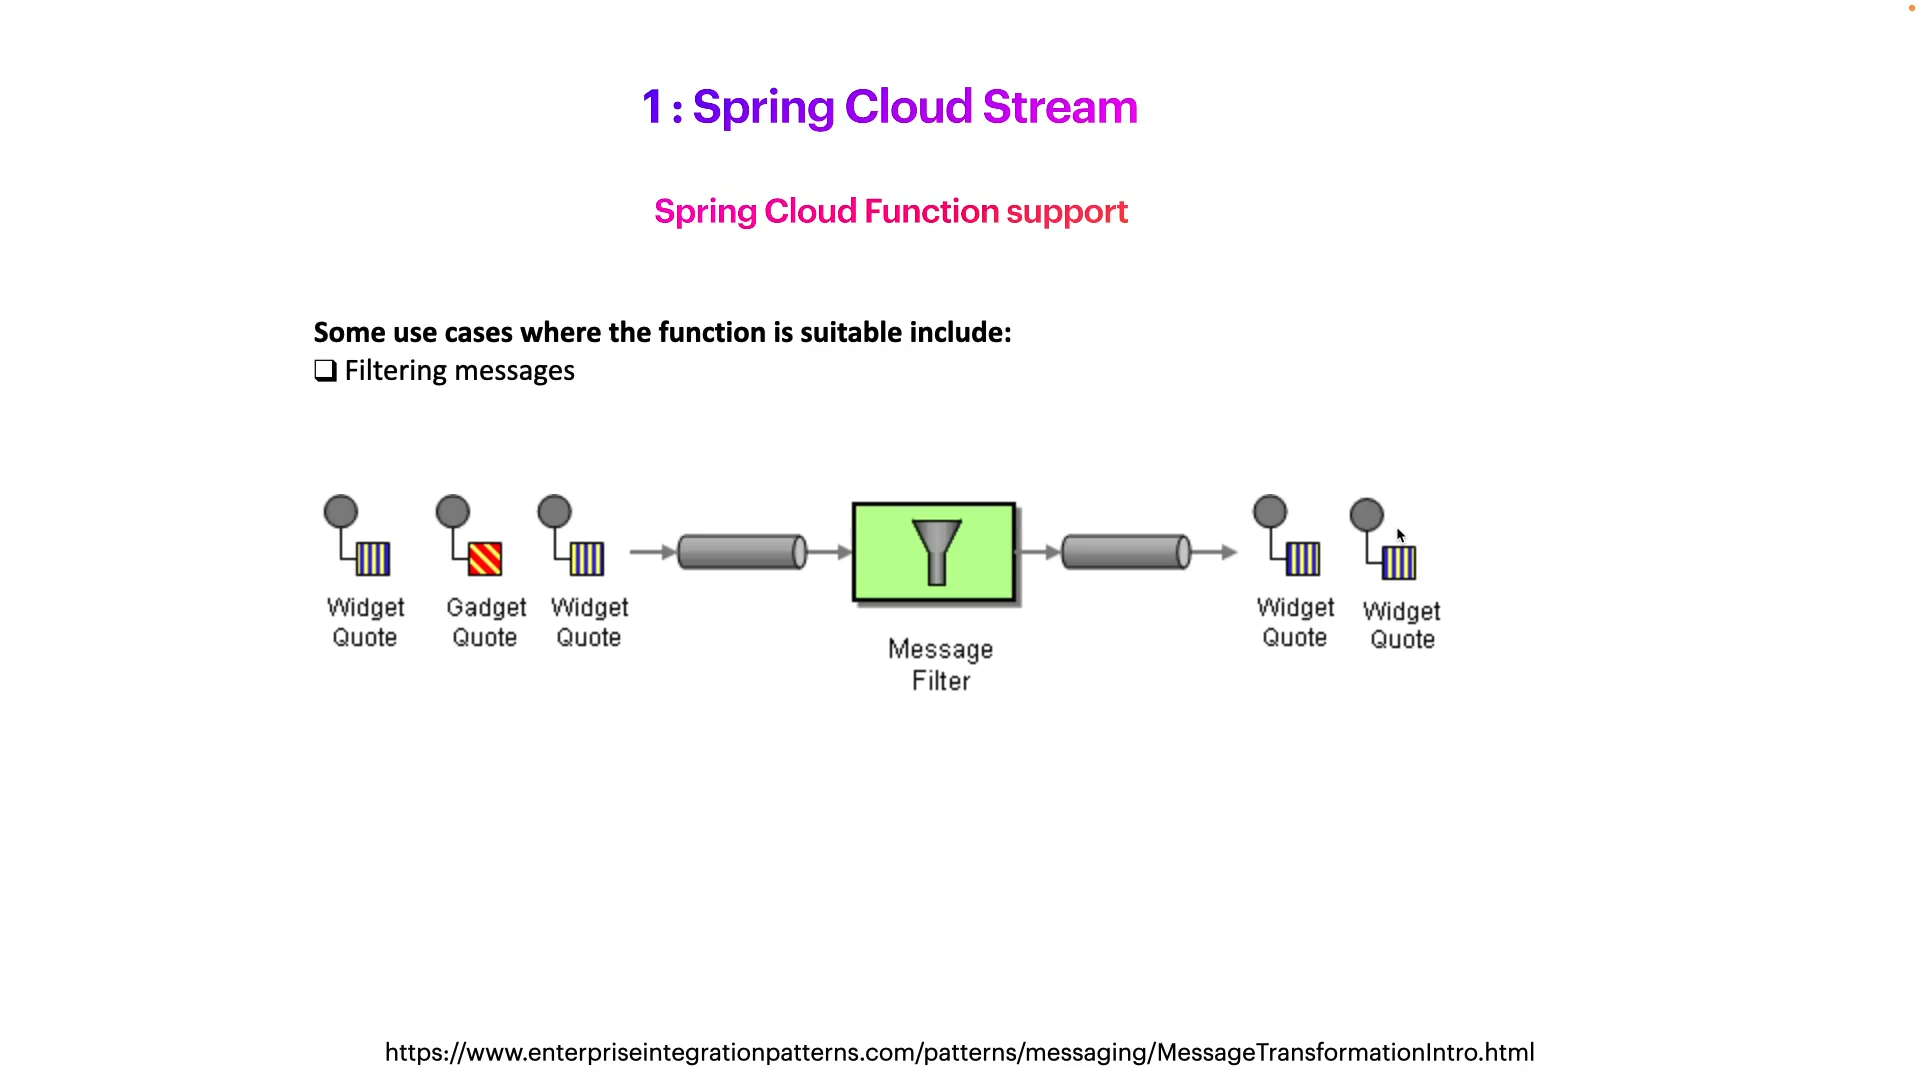 1 : Spring Cloud Stream
Spring Cloud Function support
Some use cases where the function is suitable include:
❑ Filtering messages
Widget Quote
Gadget Quote
Widget Quote
Message Filter
Widget Quote
Widget Quote
https://www.enterpriseintegrationpatterns.com/patterns/messaging/MessageTransformationIntro.html